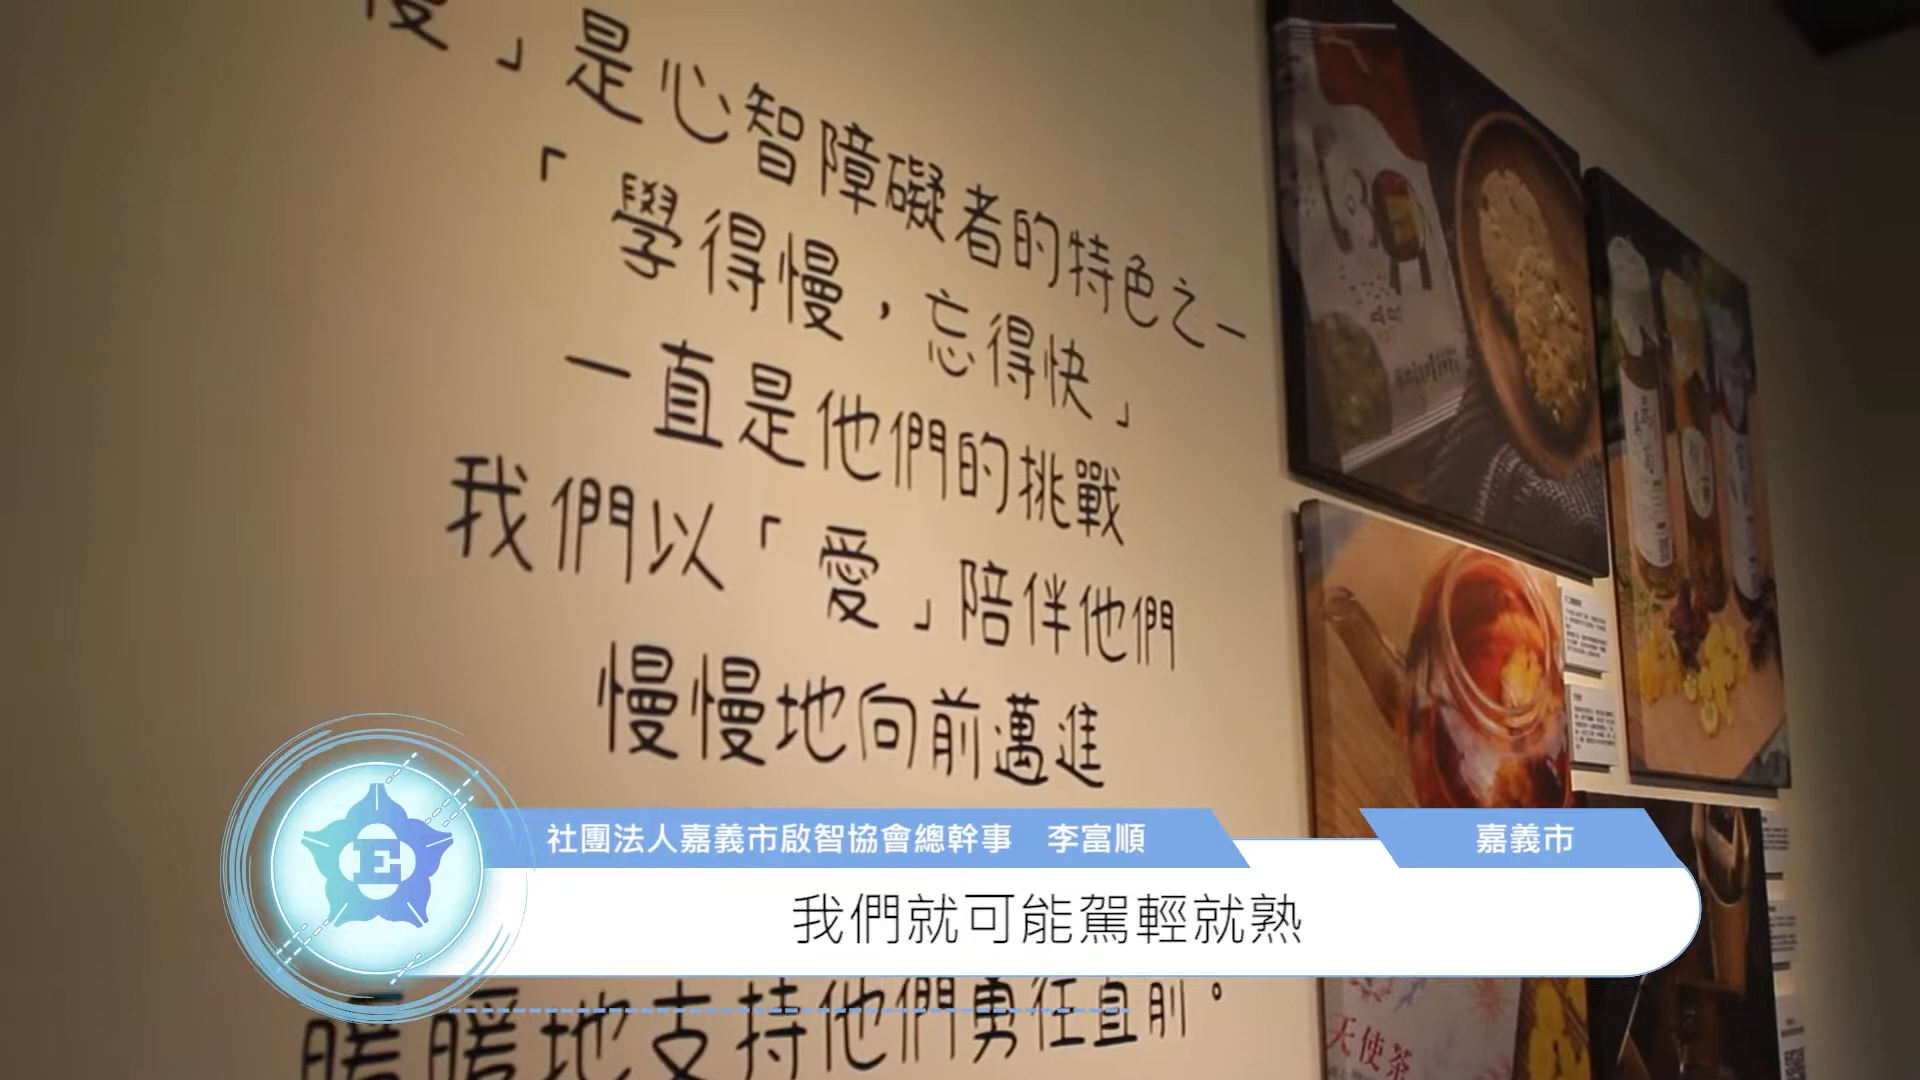 慢」是心智障礙者的特色之一
「學得慢，忘得快」
一直是他們的挑戰
我們以「愛」陪伴他們
慢慢地向前邁進
E
社團法人嘉義市啟智協會總幹事　李富順
嘉義市
我們就可能駕輕就熟
暖暖地支持他們勇往直前。
天使茶